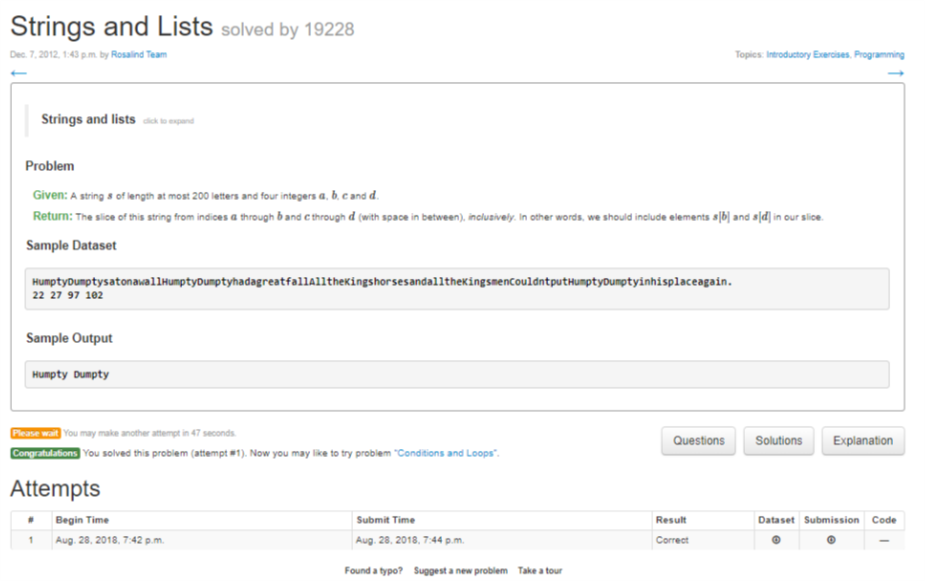 Strings and Lists solved by 19228
Dec. 7, 2012, 1:43 p.m. by Rosalind Team Topics: Introductory Exercises, Programming
← →
Strings and lists click to expand
Problem
Given: A string s of length at most 200 letters and four integers a, b, c and d.
Return: The slice of this string from indices a through b and c through d (with space in between), inclusively. In other words, we should include elements s[b] and s[d] in our slice.
Sample Dataset
HumptyDumptysatonawallHumptyDumptyhadagreatfallAlltheKingshorsesandalltheKingsmenCouldntputHumptyDumptyinhisplaceagain.
22 27 97 102
Sample Output
Humpty Dumpty
Please wait You may make another attempt in 47 seconds.
Congratulations You solved this problem (attempt #1). Now you may like to try problem "Conditions and Loops".
Questions Solutions Explanation
Attempts
# Begin Time Submit Time Result Dataset Submission Code
1 Aug. 28, 2018, 7:42 p.m. Aug. 28, 2018, 7:44 p.m. Correct —
Found a typo? Suggest a new problem Take a tour